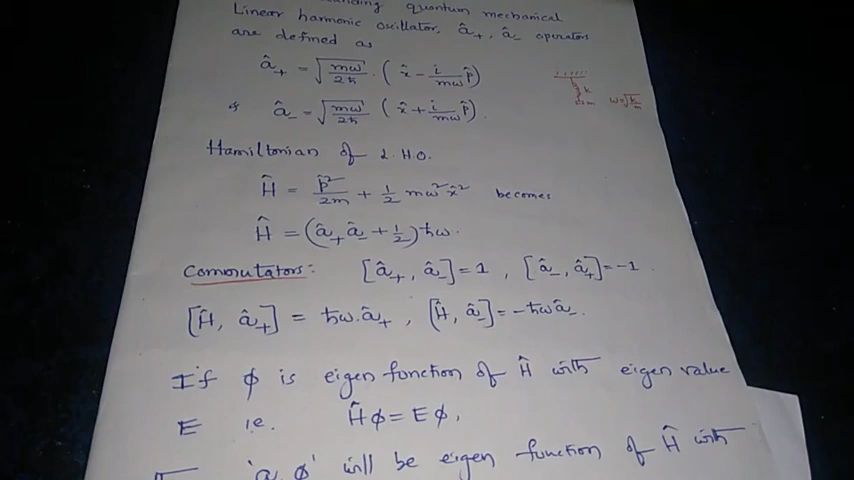 quantum mechanical
Linear harmonic oscillator, â₊, â₋ operators
are defined as
â₊ = √(mω/2ħ) · (x̂ - i/mω p̂)
â₋ = √(mω/2ħ) (x̂ + i/mω p̂).
k
m
ω=√(k/m)
Hamiltonian of L.H.O.
Ĥ = p̂²/2m + 1/2 mω²x̂² becomes
Ĥ = (â₊â₋ + 1/2)ħω.
Commutators: [â₊, â₋] = 1, [â₋, â₊] = -1
[Ĥ, â₊] = ħω.â₊, [Ĥ, â₋] = -ħωâ₋.
If ϕ is eigen function of Ĥ with eigen value
E i.e. Ĥϕ = Eϕ,
ϕ' will be eigen function of Ĥ with